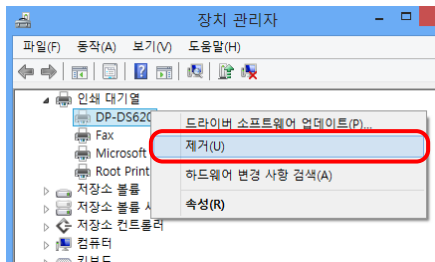 장치 관리자
파일(F) 동작(A) 보기(V) 도움말(H)
인쇄 대기열
DP-DS620
드라이버 소프트웨어 업데이트(P)...
Fax
제거(U)
Microsoft
Root Print
하드웨어 변경 사항 검색(A)
저장소 볼륨
저장소 볼륨
속성(R)
저장소 컨트롤러
컴퓨터
키보드